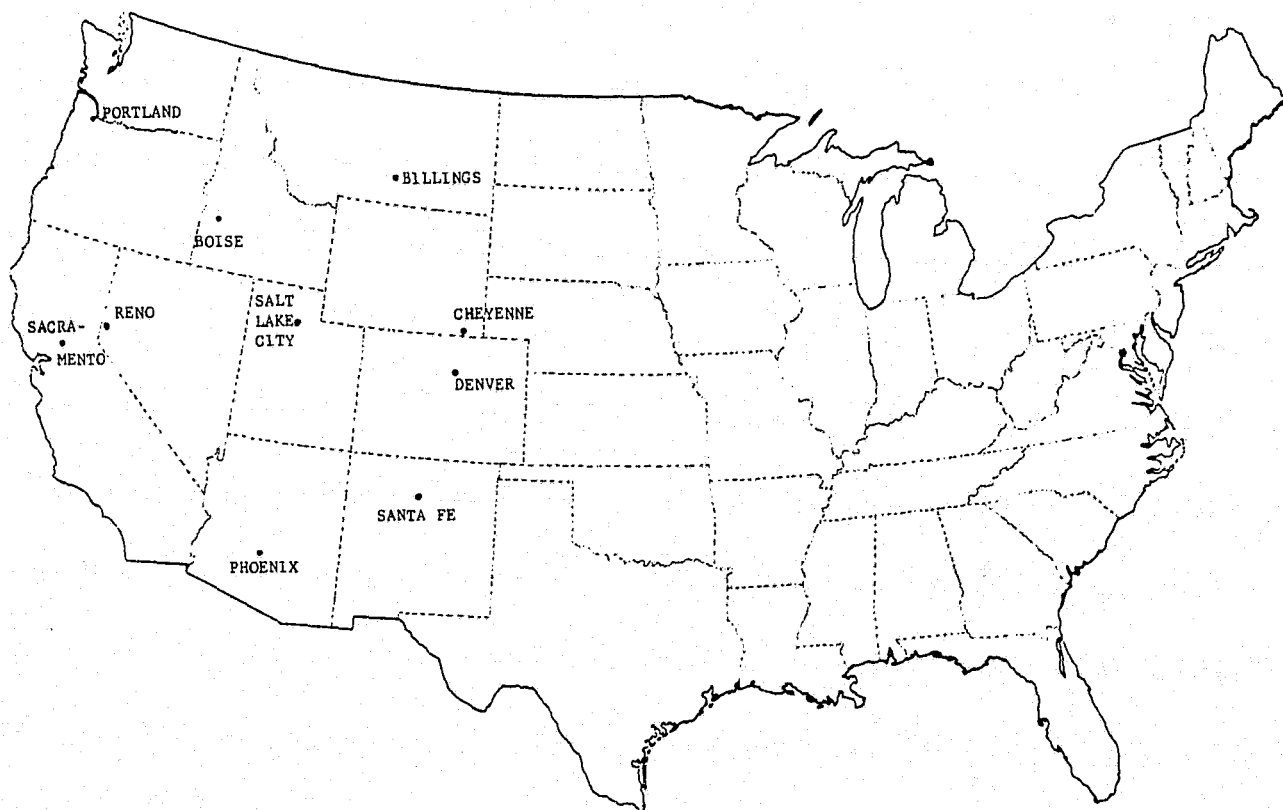 PORTLAND
BILLINGS
BOISE
SALT
LAKE
CITY
CHEYENNE
RENO
SACRA-
MENTO
DENVER
SANTA FE
PHOENIX